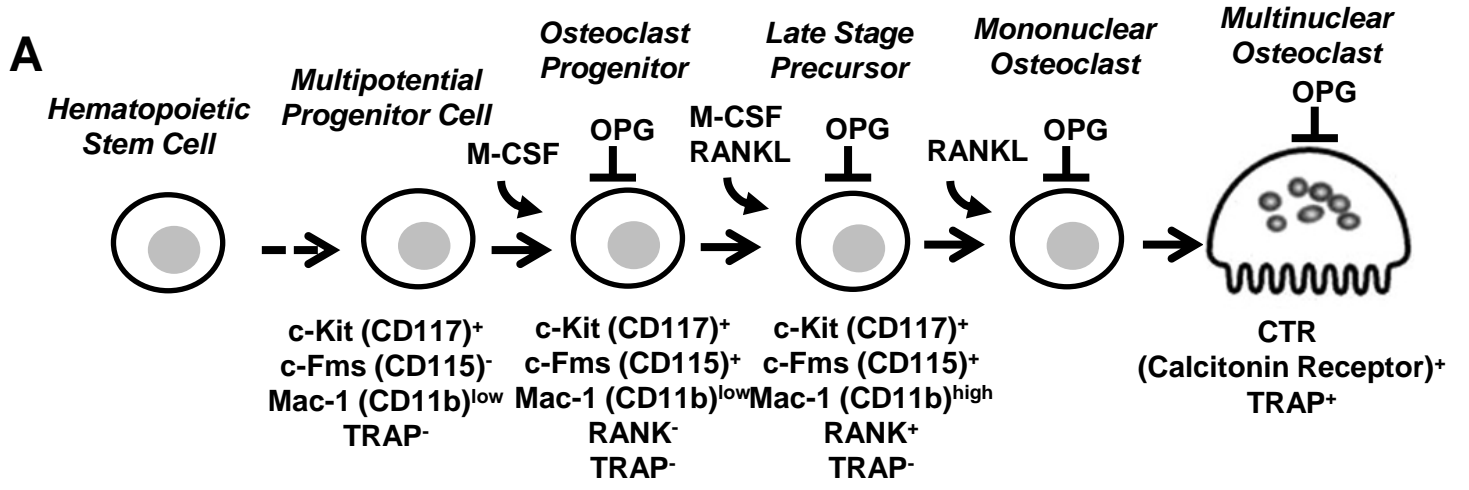 A
Hematopoietic
Stem Cell
Multipotential
Progenitor Cell
Osteoclast
Progenitor
Late Stage
Precursor
Mononuclear
Osteoclast
Multinuclear
Osteoclast
M-CSF
OPG
M-CSF
RANKL
OPG
RANKL
OPG
OPG
c-Kit (CD117)⁺
c-Fms (CD115)⁻
Mac-1 (CD11b)ˡᵒʷ
TRAP⁻
c-Kit (CD117)⁺
c-Fms (CD115)⁺
Mac-1 (CD11b)ˡᵒʷ
RANK⁻
TRAP⁻
c-Kit (CD117)⁺
c-Fms (CD115)⁺
Mac-1 (CD11b)ʰⁱᵍʰ
RANK⁺
TRAP⁻
CTR
(Calcitonin Receptor)⁺
TRAP⁺